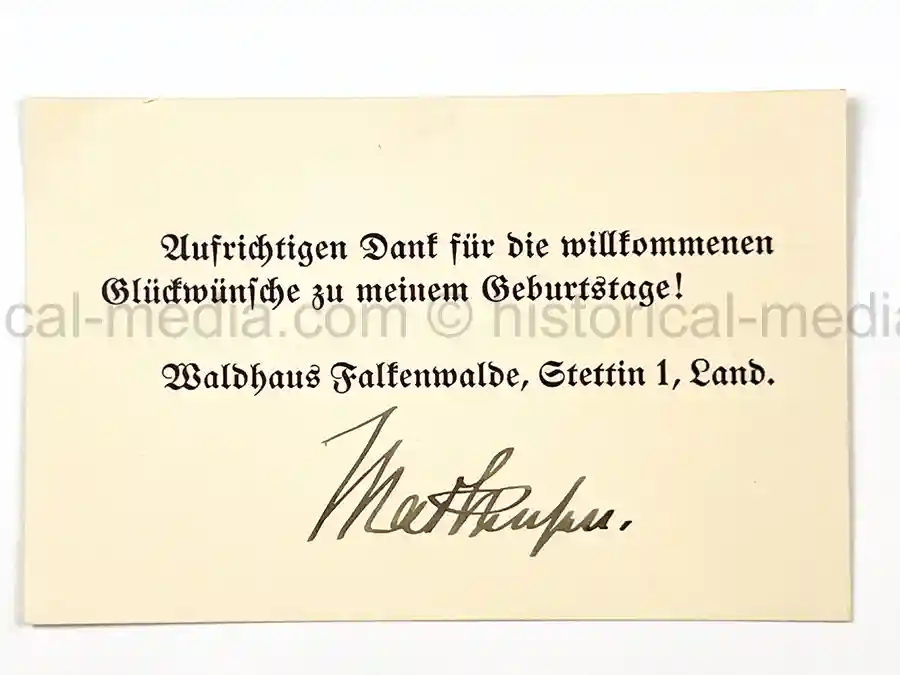 Aufrichtigen Dank für die willkommenen
Glückwünsche zu meinem Geburtstage!
cal-media.com © historical-media
Waldhaus Falkenwalde, Stettin 1, Land.